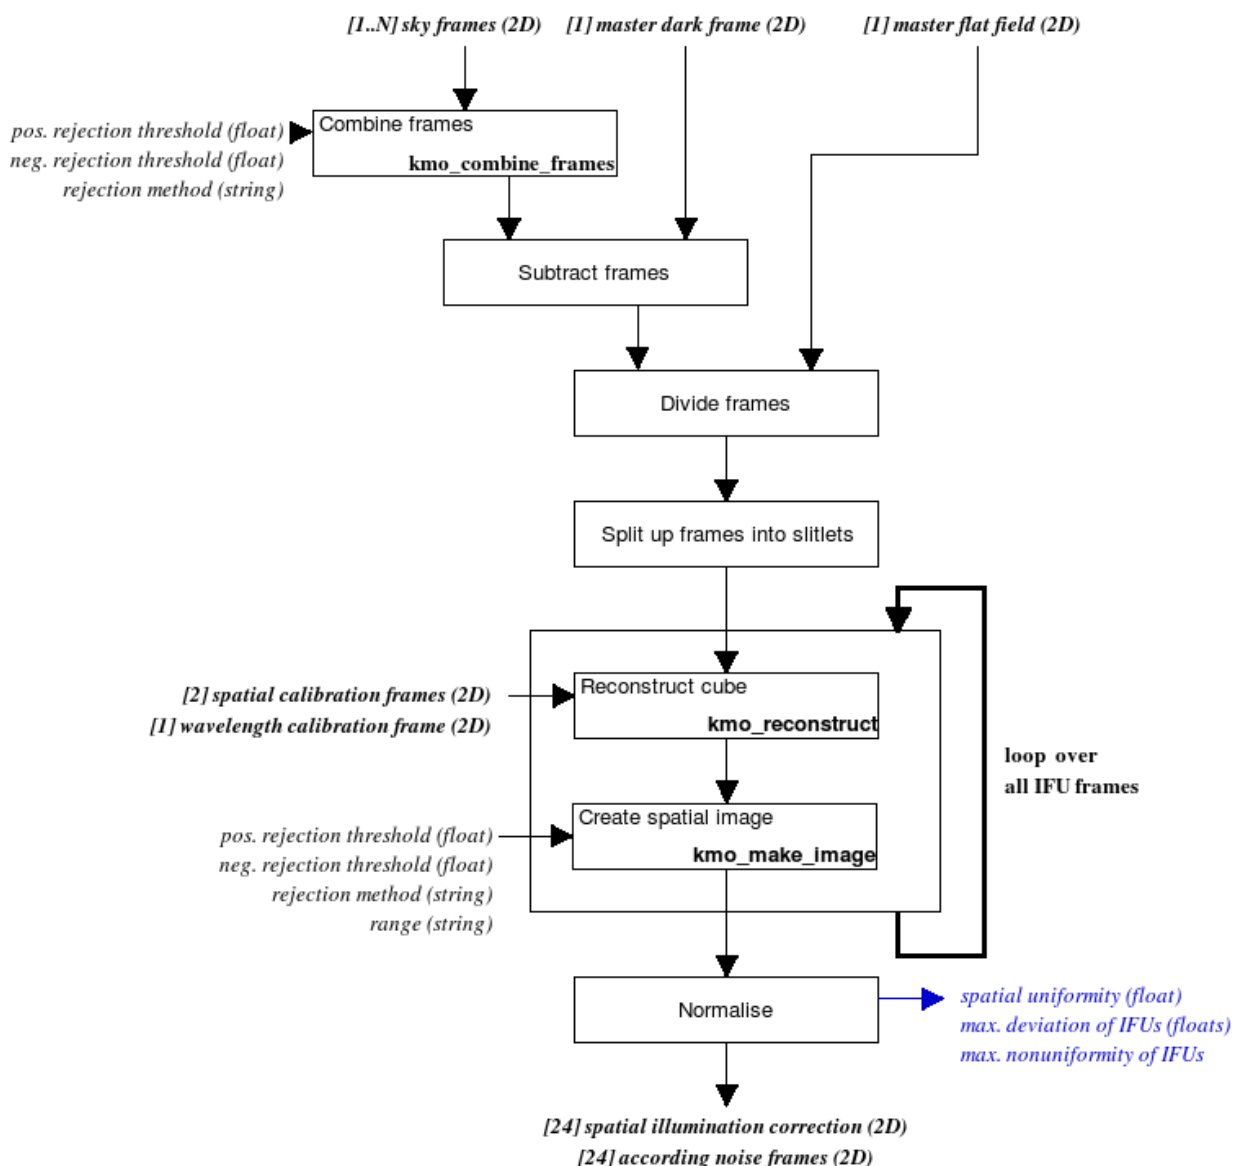 [1..N] sky frames (2D)
[1] master dark frame (2D)
[1] master flat field (2D)
pos. rejection threshold (float)
neg. rejection threshold (float)
rejection method (string)
Combine frames
kmo_combine_frames
Subtract frames
Divide frames
Split up frames into slitlets
[2] spatial calibration frames (2D)
[1] wavelength calibration frame (2D)
Reconstruct cube
kmo_reconstruct
loop over
all IFU frames
pos. rejection threshold (float)
neg. rejection threshold (float)
rejection method (string)
range (string)
Create spatial image
kmo_make_image
Normalise
spatial uniformity (float)
max. deviation of IFUs (floats)
max. nonuniformity of IFUs
[24] spatial illumination correction (2D)
[24] according noise frames (2D)